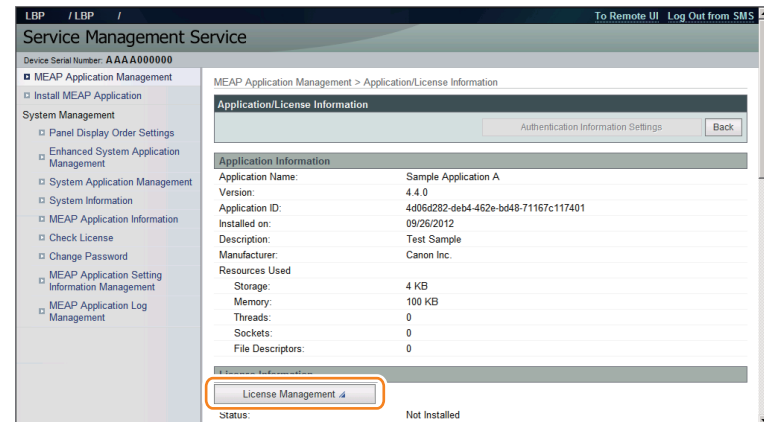 LBP / LBP /
To Remote UI Log Out from SMS
Service Management Service
Device Serial Number: AAAA000000
MEAP Application Management
Install MEAP Application
System Management
Panel Display Order Settings
Enhanced System Application
Management
System Application Management
System Information
MEAP Application Information
Check License
Change Password
MEAP Application Setting
Information Management
MEAP Application Log
Management
MEAP Application Management > Application/License Information
Application/License Information
Authentication Information Settings Back
Application Information
Application Name: Sample Application A
Version: 4.4.0
Application ID: 4d06d282-deb4-462e-bd48-71167c117401
Installed on: 09/26/2012
Description: Test Sample
Manufacturer: Canon Inc.
Resources Used
Storage: 4 KB
Memory: 100 KB
Threads: 0
Sockets: 0
File Descriptors: 0
License Information
License Management
Status: Not Installed